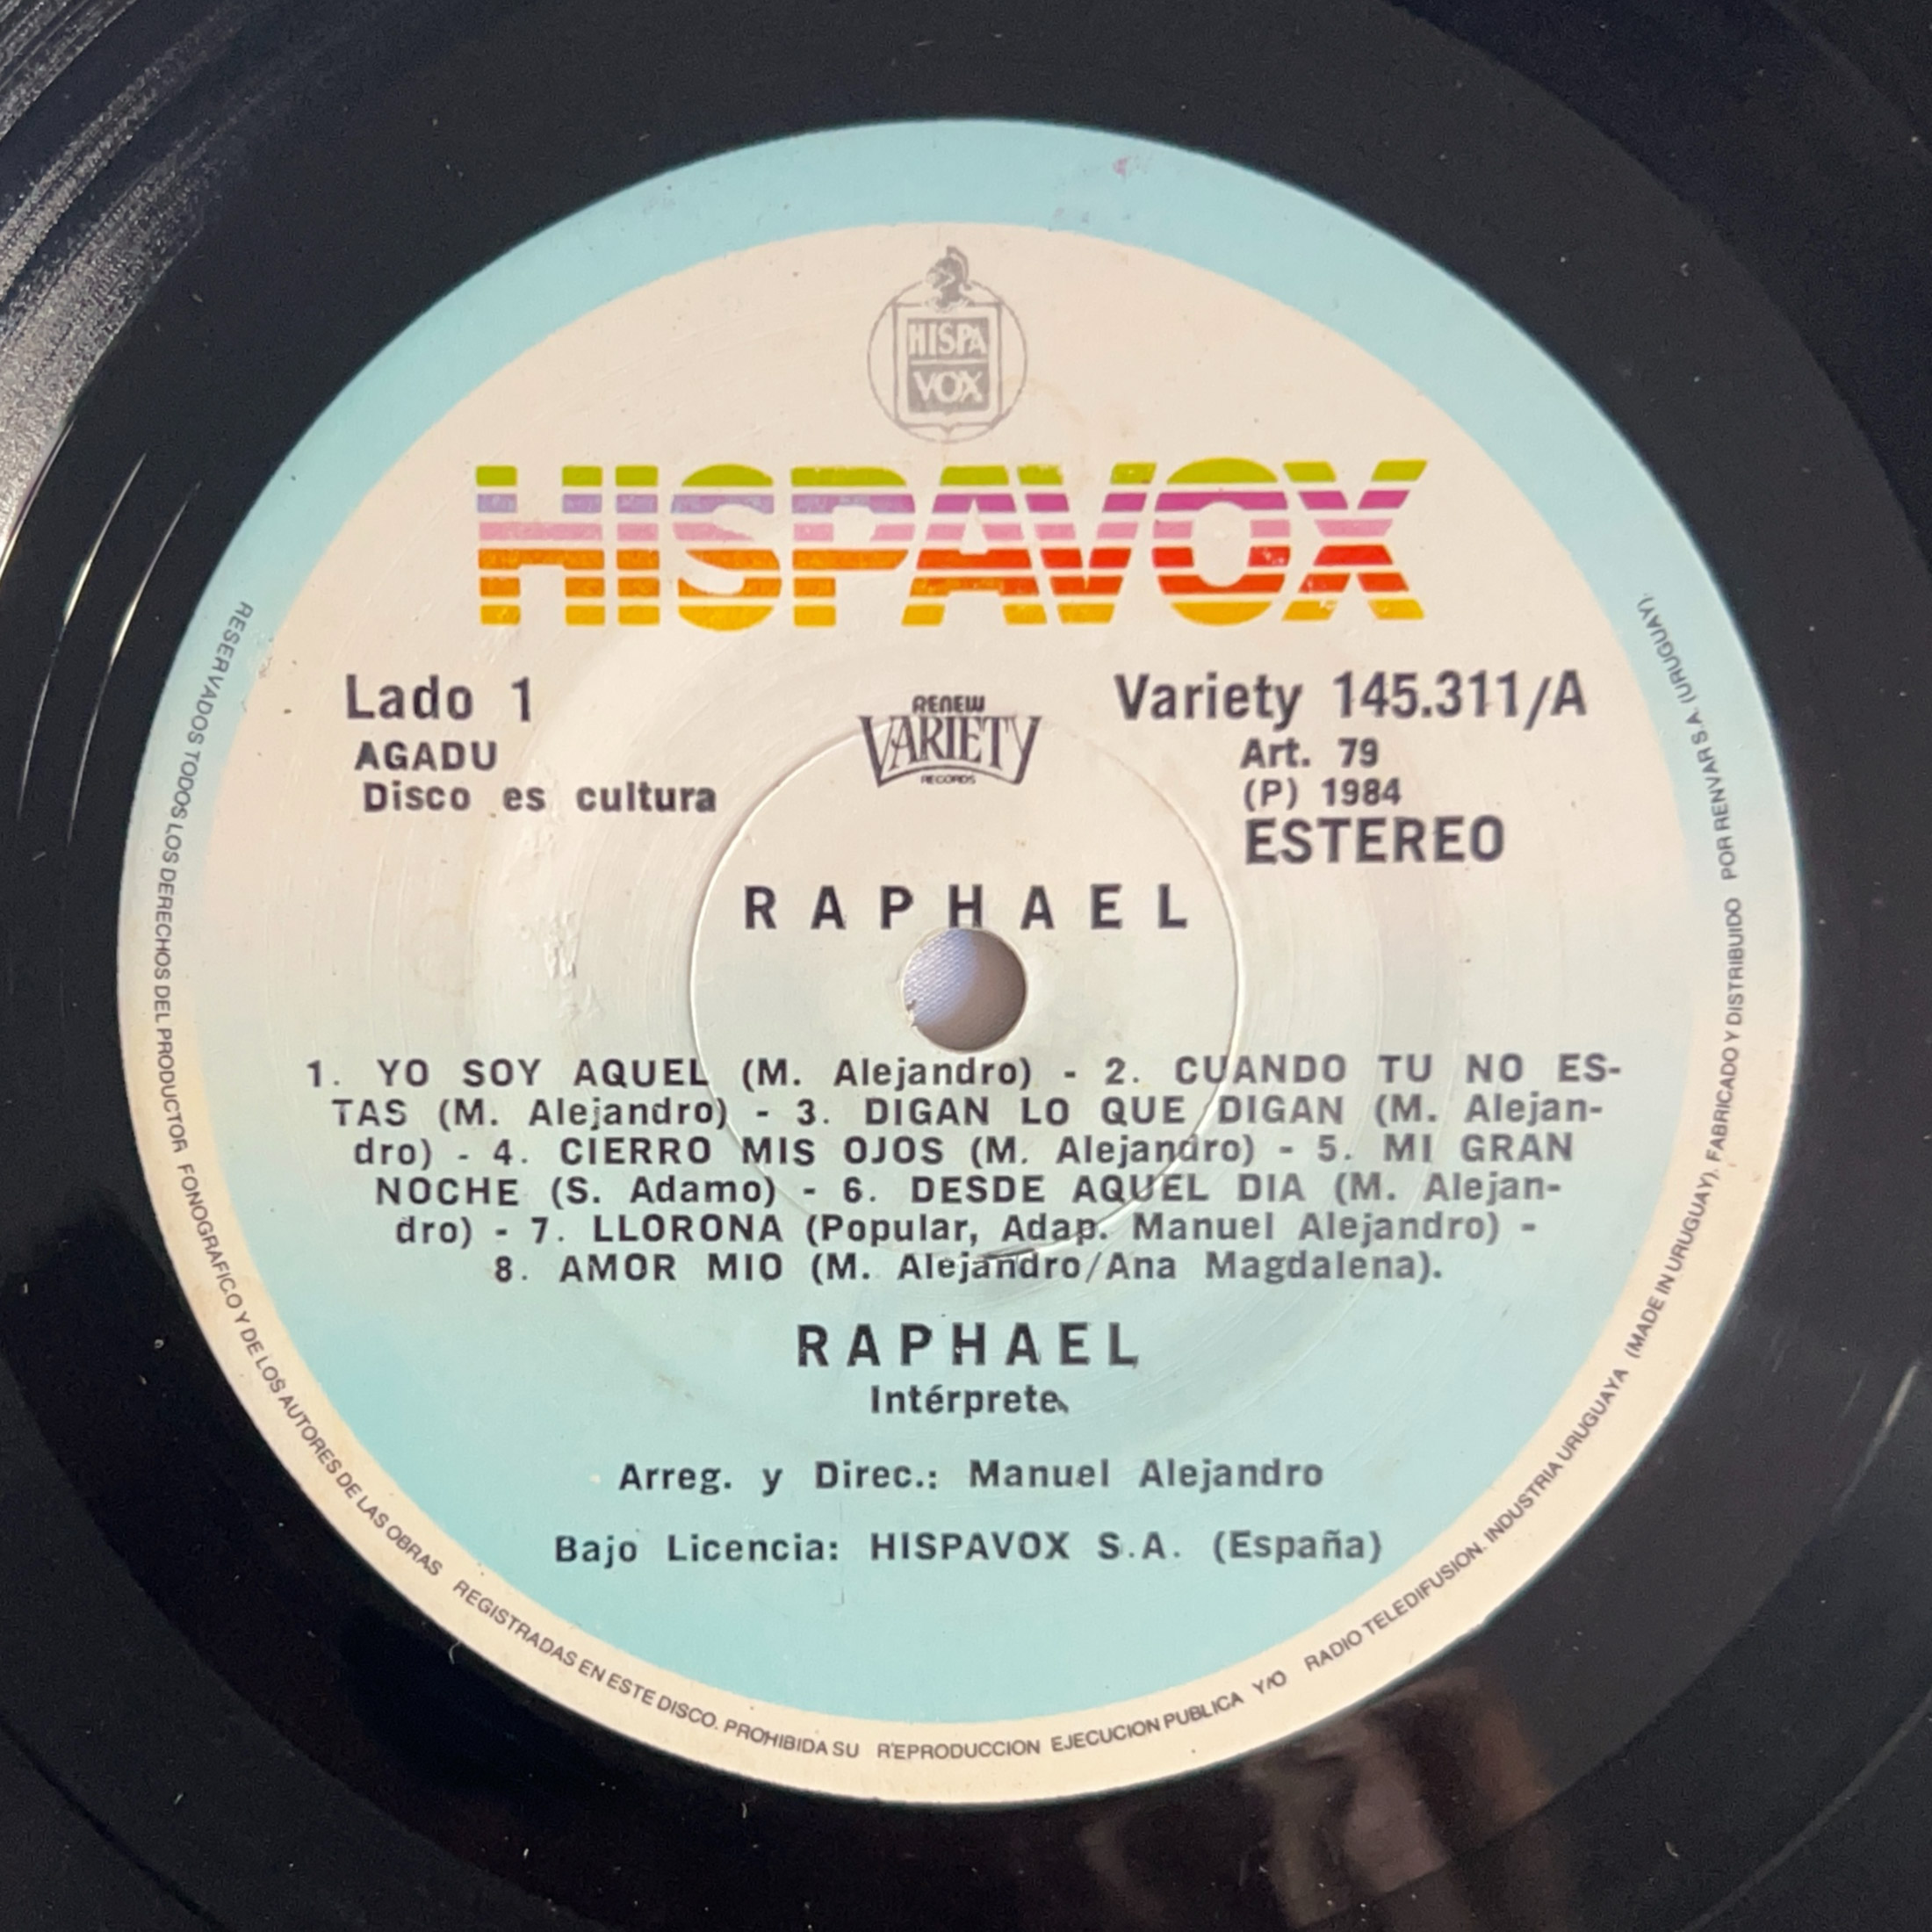 HISPA
VOX
HISPAVOX
Lado 1
AGADU
Disco es cultura
RENEW
VARIETY
RECORDS
Variety 145.311/A
Art. 79
(P) 1984
ESTEREO
RAPHAEL
1. YO SOY AQUEL (M. Alejandro) - 2. CUANDO TU NO ES-
TAS (M. Alejandro) - 3. DIGAN LO QUE DIGAN (M. Alejan-
dro) - 4. CIERRO MIS OJOS (M. Alejandro) - 5. MI GRAN
NOCHE (S. Adamo) - 6. DESDE AQUEL DIA (M. Alejan-
dro) - 7. LLORONA (Popular, Adap. Manuel Alejandro) -
8. AMOR MIO (M. Alejandro/Ana Magdalena).
RAPHAEL
Intérprete
Arreg. y Direc.: Manuel Alejandro
Bajo Licencia: HISPAVOX S.A. (España)
RESERVADOS TODOS LOS DERECHOS DEL PRODUCTOR FONOGRAFICO Y DE LOS AUTORES DE LAS OBRAS REGISTRADAS EN ESTE DISCO. PROHIBIDA SU REPRODUCCION EJECUCION PUBLICA Y/O RADIO TELEDIFUSION. INDUSTRIA URUGUAYA (MADE IN URUGUAY). FABRICADO Y DISTRIBUIDO POR RENVAR S.A. (URUGUAY).